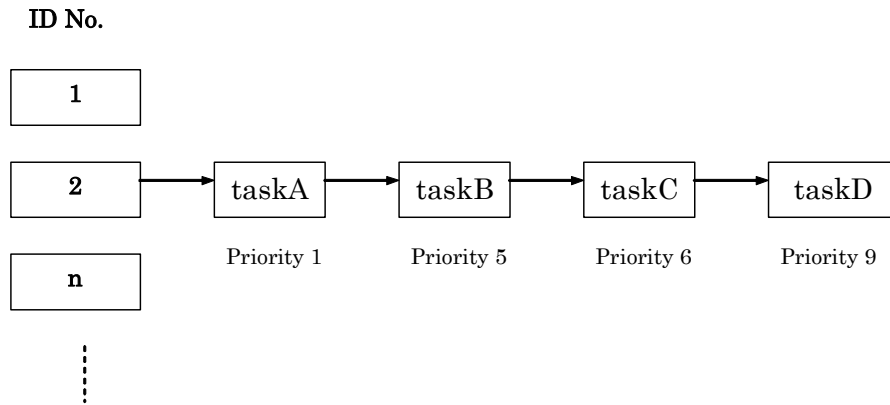 ID No.
1
2
taskA
taskB
taskC
taskD
Priority 1
Priority 5
Priority 6
Priority 9
n